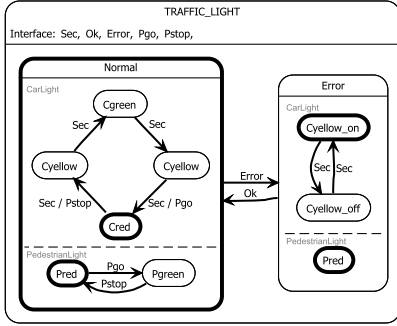 TRAFFIC_LIGHT
Interface: Sec, Ok, Error, Pgo, Pstop,
Normal
CarLight
Cgreen
Sec
Sec
Cyellow
Cyellow
Sec / Pstop
Sec / Pgo
Cred
PedestrianLight
Pred
Pgo
Pstop
Pgreen
Error
Ok
Error
CarLight
Cyellow_on
Sec
Sec
Cyellow_off
PedestrianLight
Pred